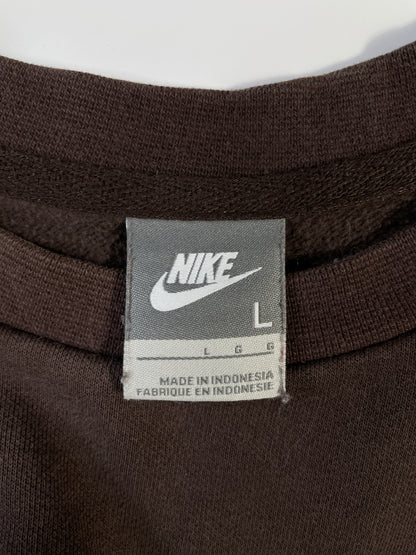 NIKE
L
L G G
MADE IN INDONESIA
FABRIQUE EN INDONESIE